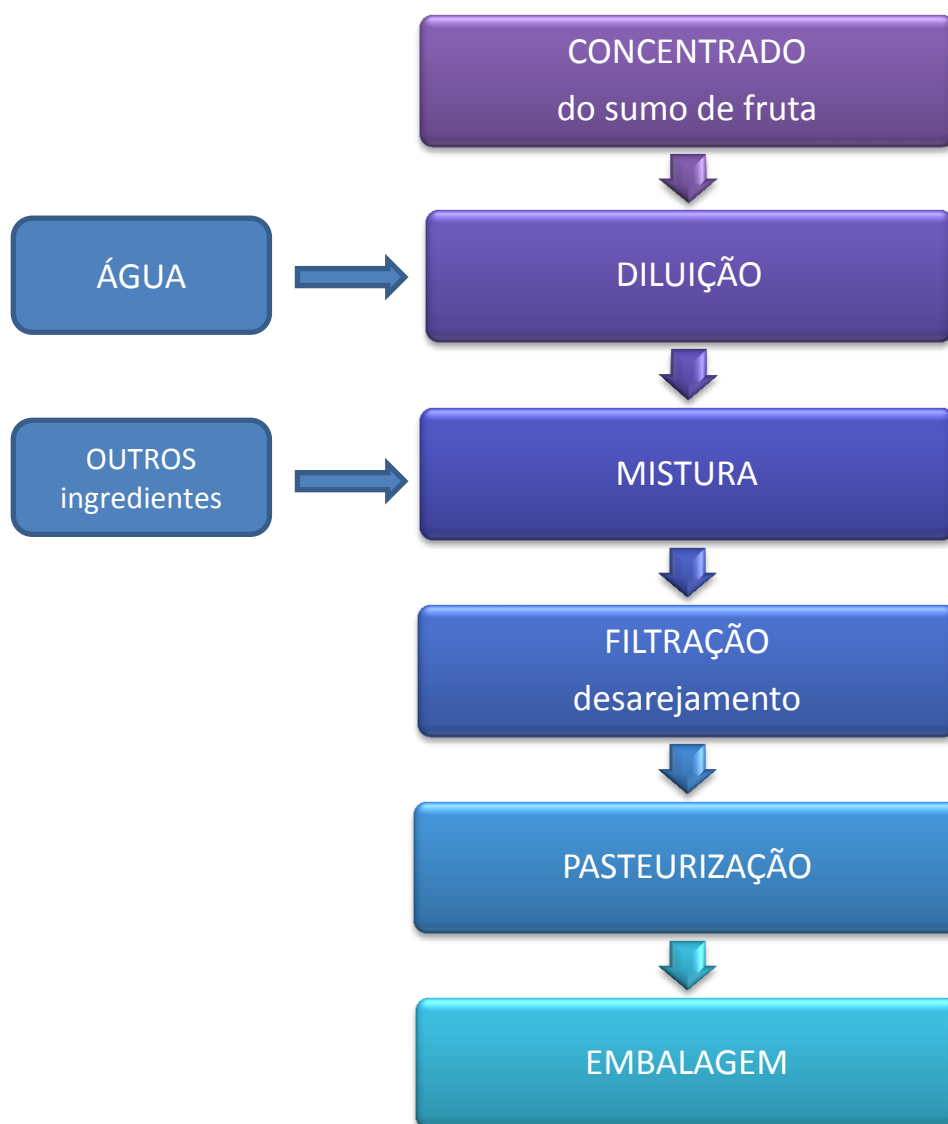 CONCENTRADO
do sumo de fruta
ÁGUA
DILUIÇÃO
OUTROS
ingredientes
MISTURA
FILTRAÇÃO
desarejamento
PASTEURIZAÇÃO
EMBALAGEM